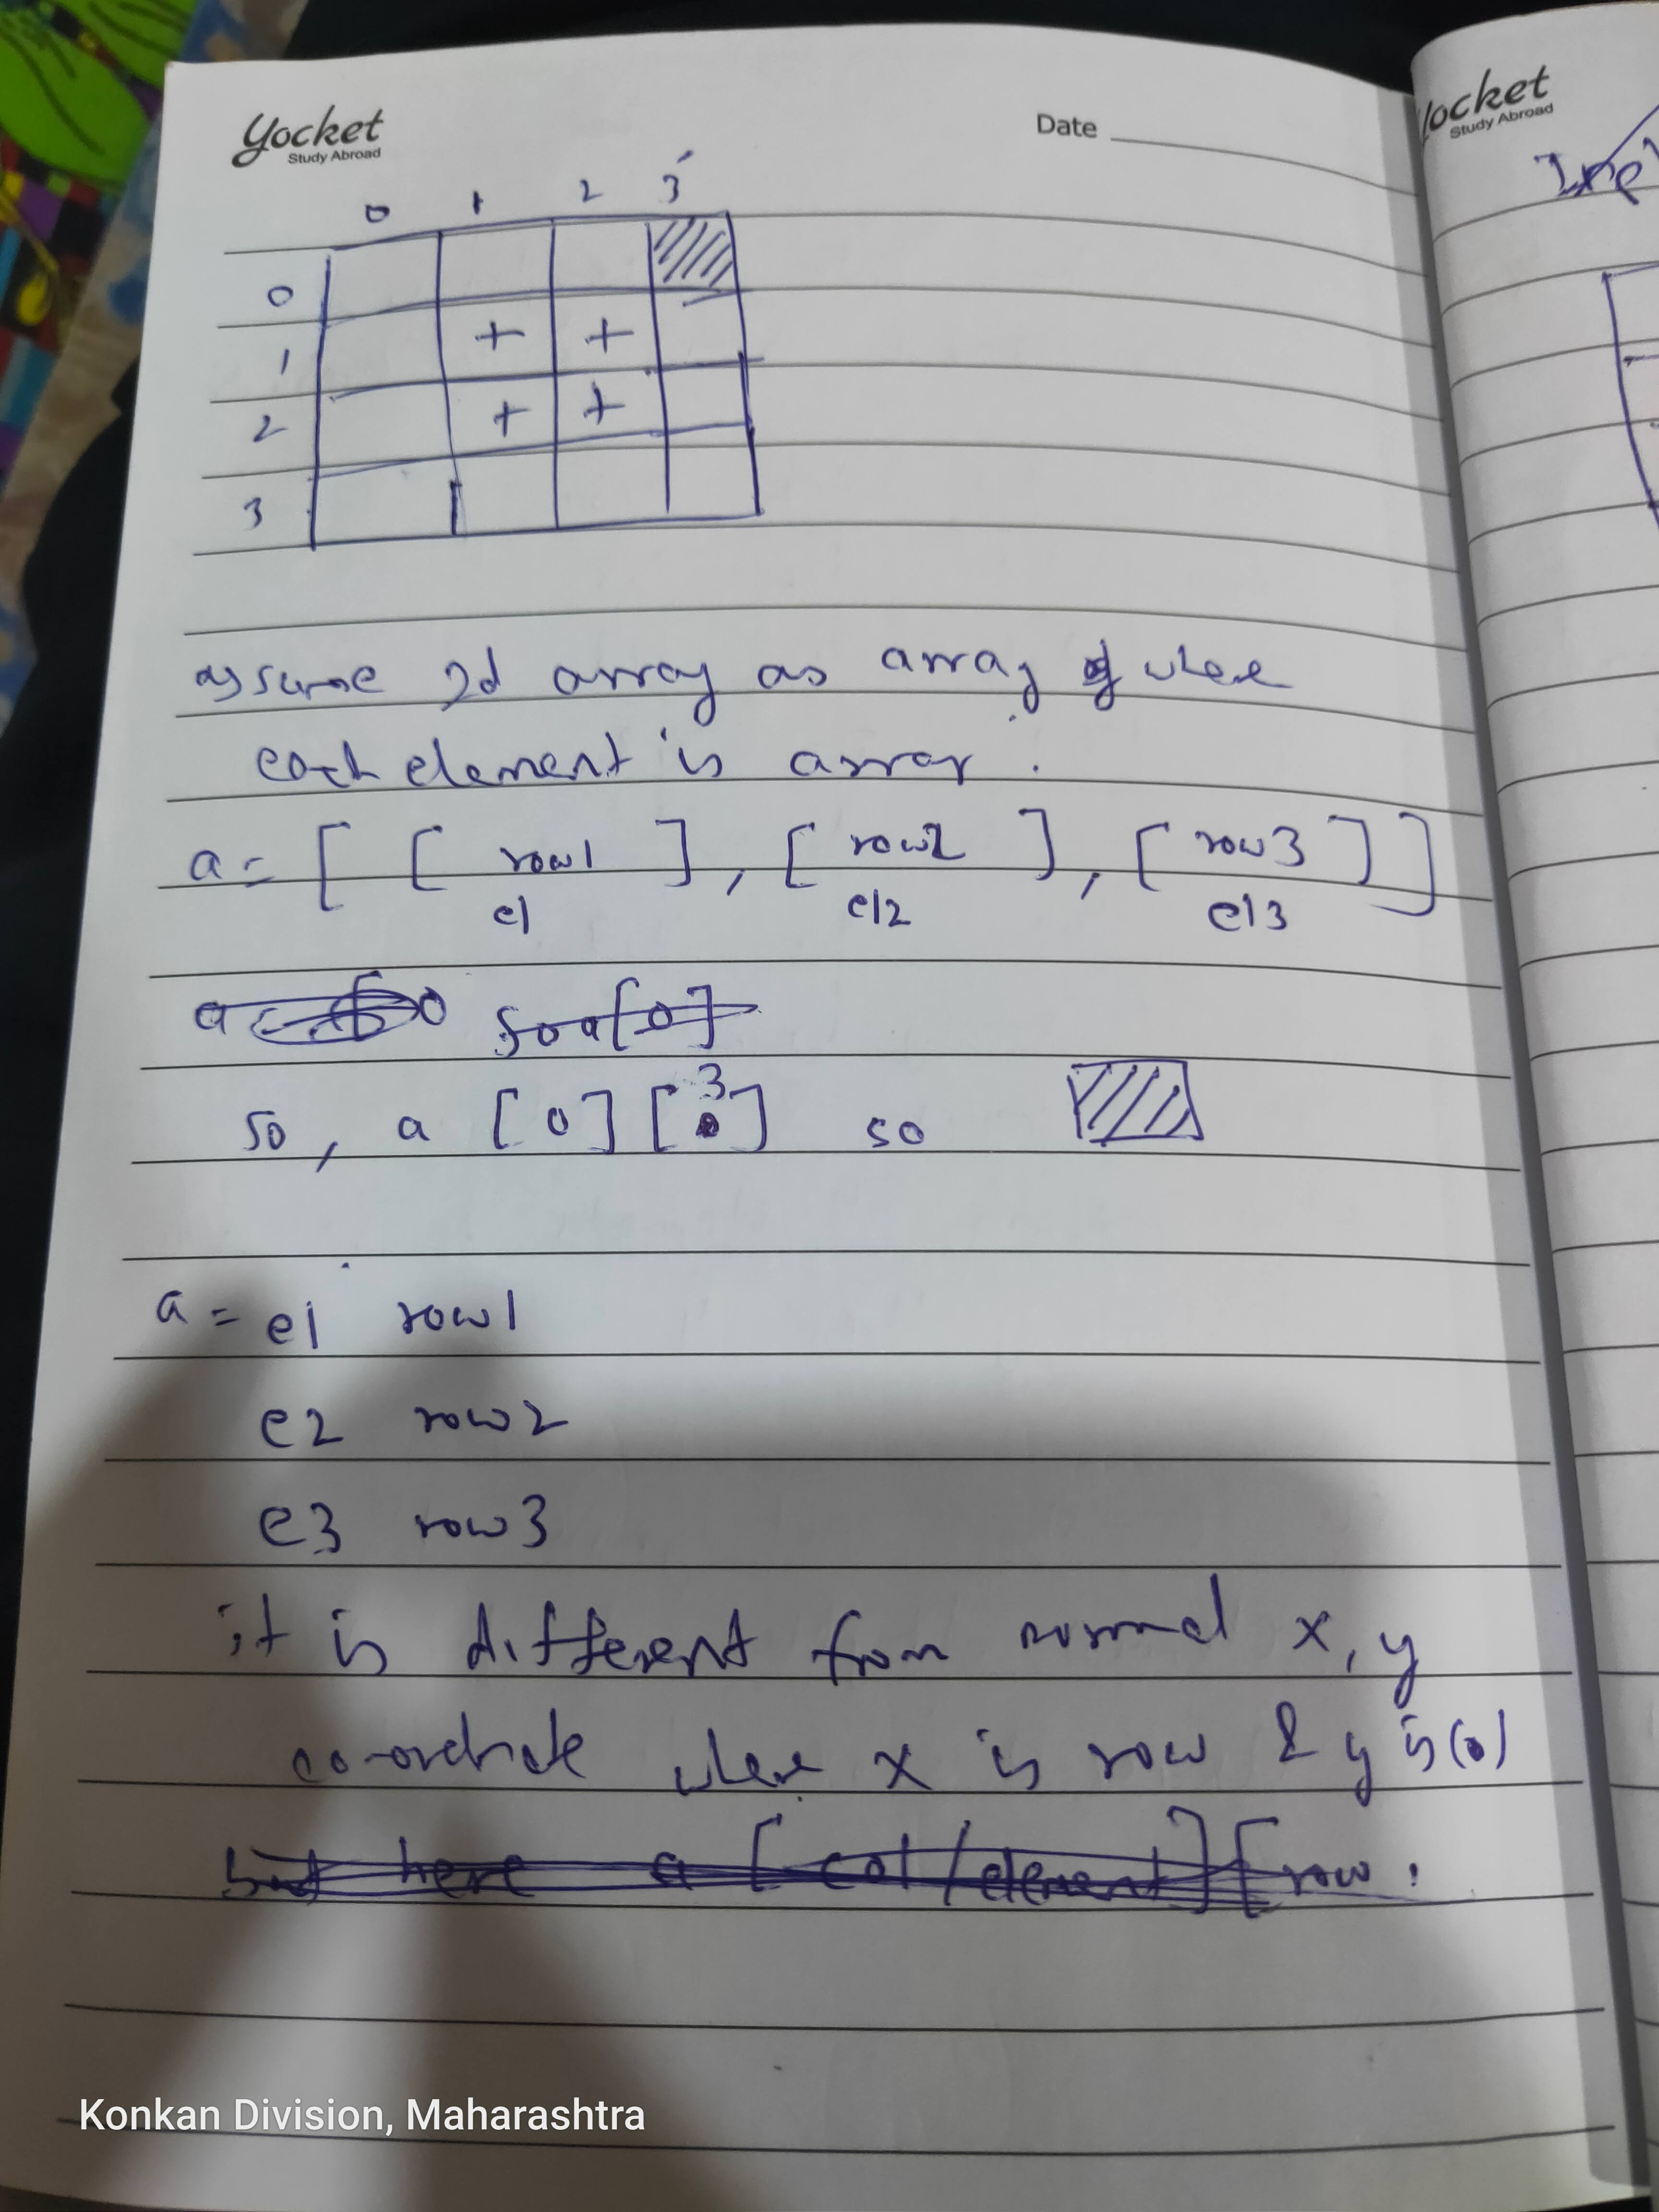 Yocket
Study Abroad
Date
Yocket
Study Abroad
0 1 2 3
0
1 + +
2 + +
3
assume 2d array as array of where
each element is array.
a = [ [ row1 ], [ row2 ], [ row3 ] ]
el el2 el3
so a[0]
so, a [0] [3] so
a = e1 row1
e2 row2
e3 row3
it is different from normal x, y
co-ordinate where x is row & y is (0)
but here a [col/element] [row.
Konkan Division, Maharashtra